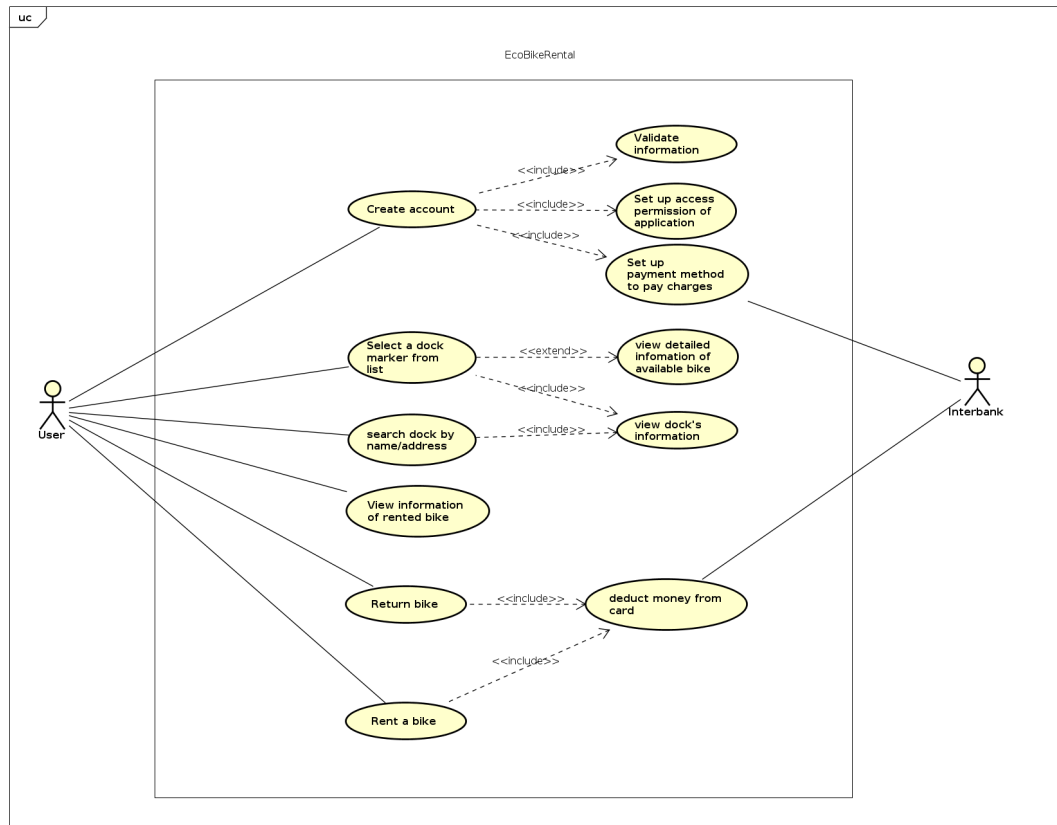 uc
EcoBikeRental
Validate
information
<<include>>
Create account
<<include>>
Set up access
permission of
application
<<include>>
Set up
payment method
to pay charges
Select a dock
marker from
list
<<extend>>
view detailed
infomation of
available bike
<<include>>
User
Interbank
search dock by
name/address
<<include>>
view dock's
information
View information
of rented bike
Return bike
<<include>>
deduct money from
card
<<include>>
Rent a bike